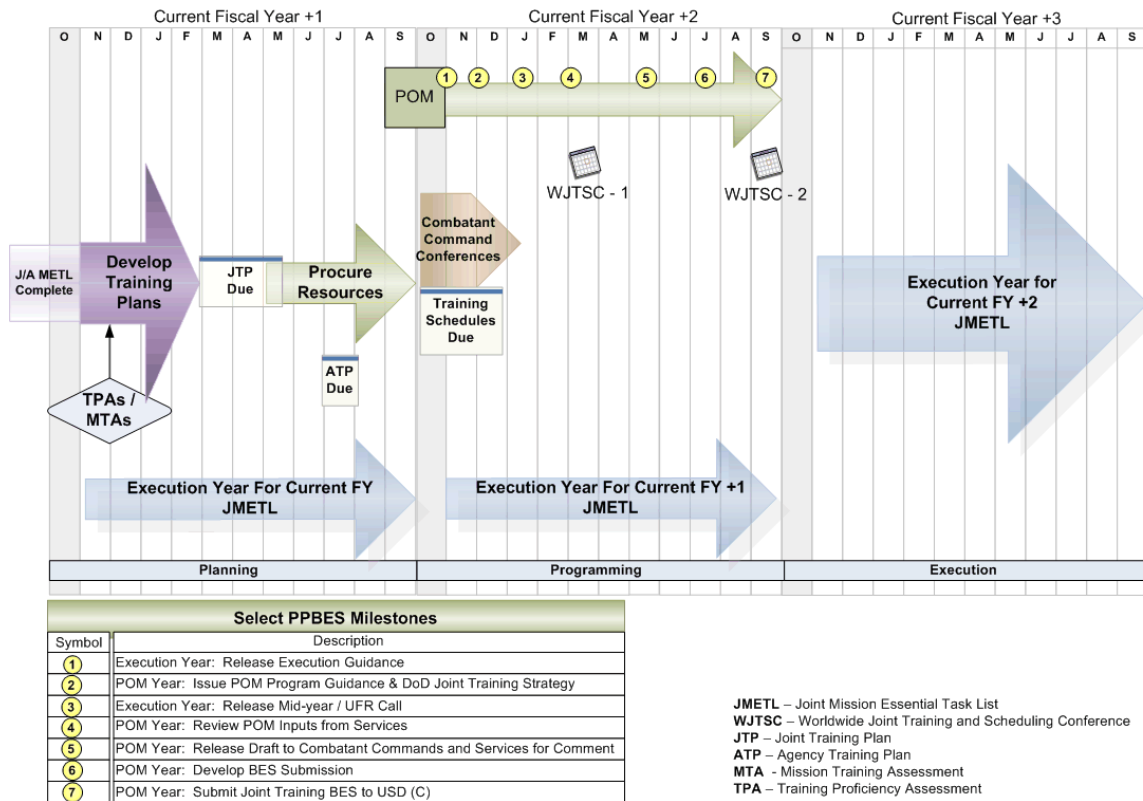 Current Fiscal Year +1
Current Fiscal Year +2
Current Fiscal Year +3
O N D J F M A M J J A S O N D J F M A M J J A S O N D J F M A M J J A S
POM
1 2 3 4 5 6 7
WJTSC - 1
WJTSC - 2
J/A METL
Complete
Develop
Training
Plans
JTP
Due
Procure
Resources
ATP
Due
TPAs /
MTAs
Combatant
Command
Conferences
Training
Schedules
Due
Execution Year for
Current FY +2
JMETL
Execution Year For Current FY
JMETL
Execution Year For Current FY +1
JMETL
Planning
Programming
Execution
Select PPBES Milestones
Symbol Description
1 Execution Year: Release Execution Guidance
2 POM Year: Issue POM Program Guidance & DoD Joint Training Strategy
3 Execution Year: Release Mid-year / UFR Call
4 POM Year: Review POM Inputs from Services
5 POM Year: Release Draft to Combatant Commands and Services for Comment
6 POM Year: Develop BES Submission
7 POM Year: Submit Joint Training BES to USD (C)
JMETL – Joint Mission Essential Task List
WJTSC – Worldwide Joint Training and Scheduling Conference
JTP – Joint Training Plan
ATP – Agency Training Plan
MTA - Mission Training Assessment
TPA – Training Proficiency Assessment